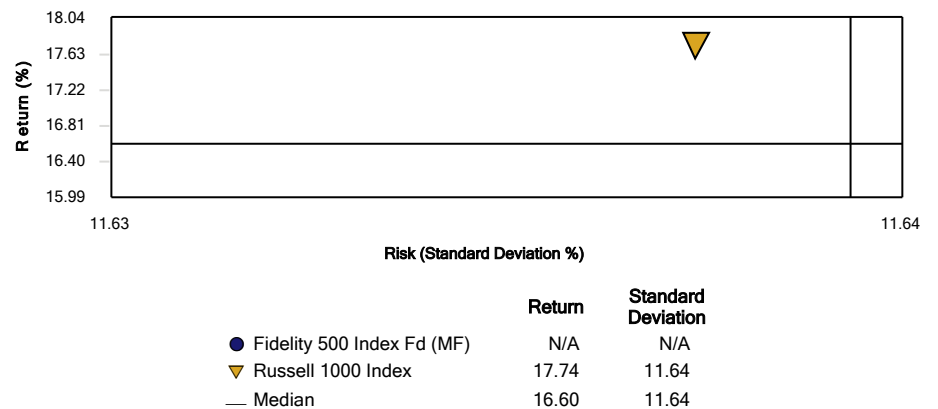 18.04
17.63
17.22
16.81
16.40
15.99
Return (%)
11.63 11.64
Risk (Standard Deviation %)
Return Standard Deviation
Fidelity 500 Index Fd (MF) N/A N/A
Russell 1000 Index 17.74 11.64
Median 16.60 11.64